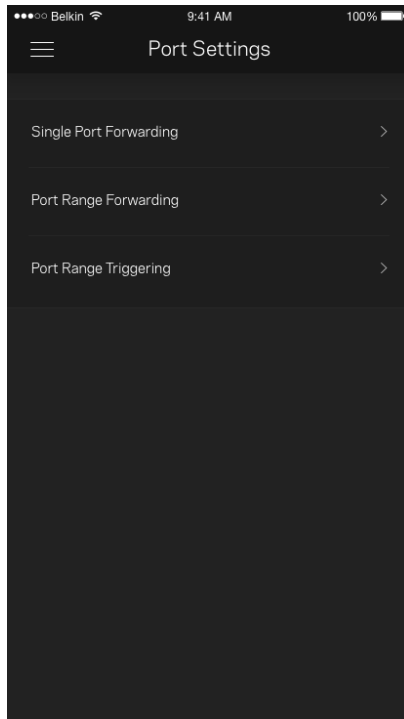 Belkin 9:41 AM 100%
Port Settings
Single Port Forwarding
Port Range Forwarding
Port Range Triggering